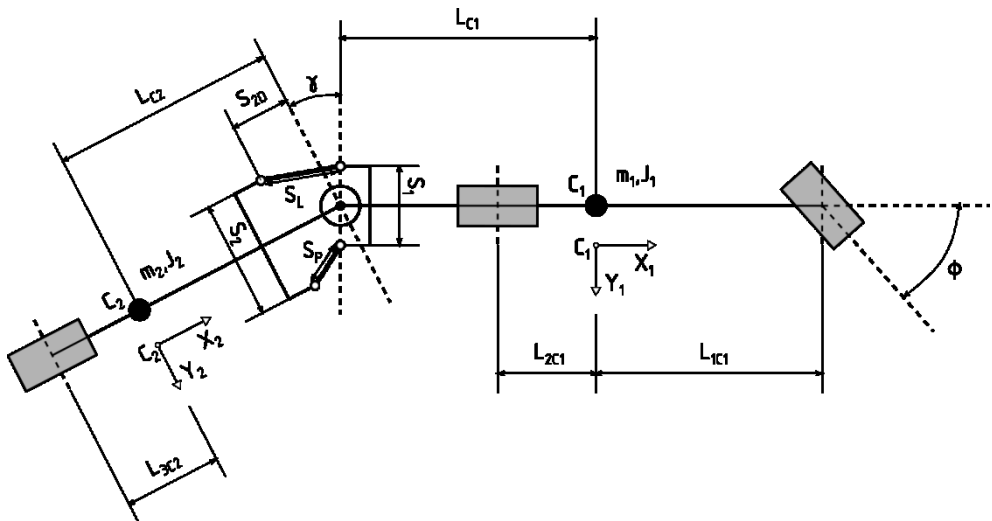 L_C1
γ
L_C2
S_2D
S_L
S_1
C_1
m_1,J_1
S_2
S_P
C_1
X_1
Y_1
ϕ
m_2,J_2
C_2
C_2
X_2
Y_2
L_2C1
L_1C1
L_3C2